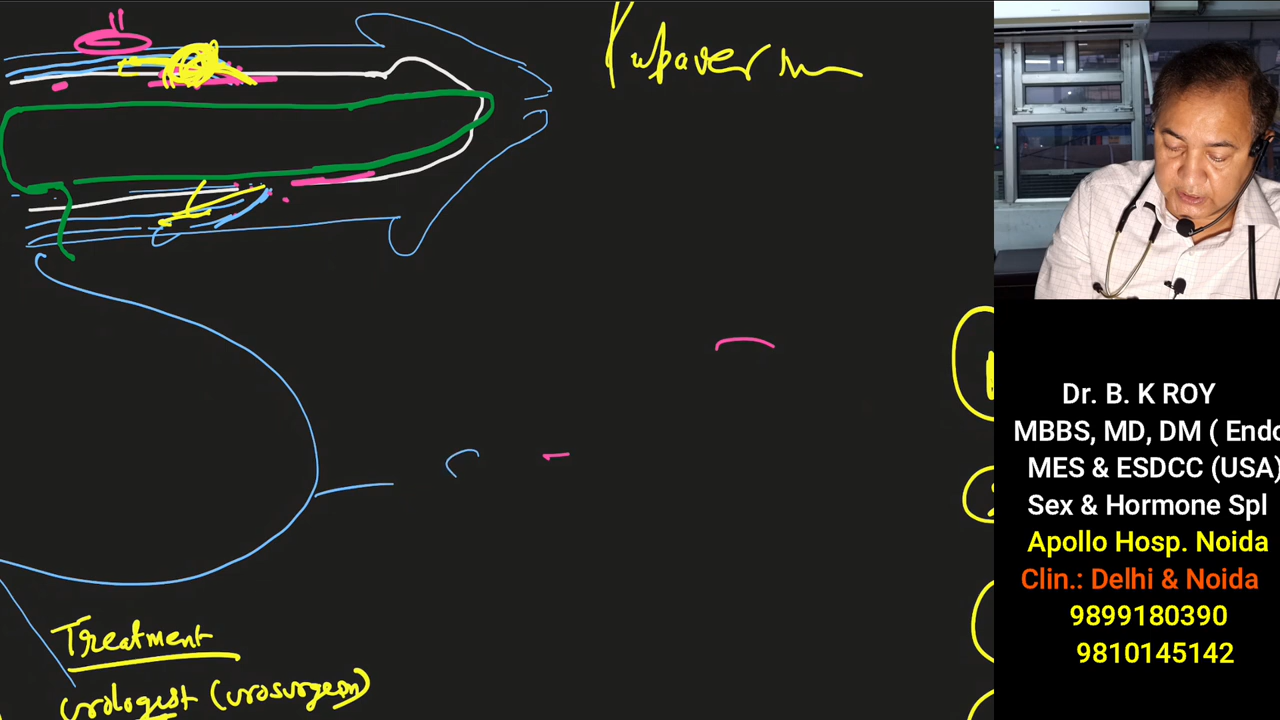 Papaverin
Treatment
urologist (urosurgeon)
Dr. B. K ROY
MBBS, MD, DM ( Endo
MES & ESDCC (USA)
Sex & Hormone Spl
Apollo Hosp. Noida
Clin.: Delhi & Noida
9899180390
9810145142